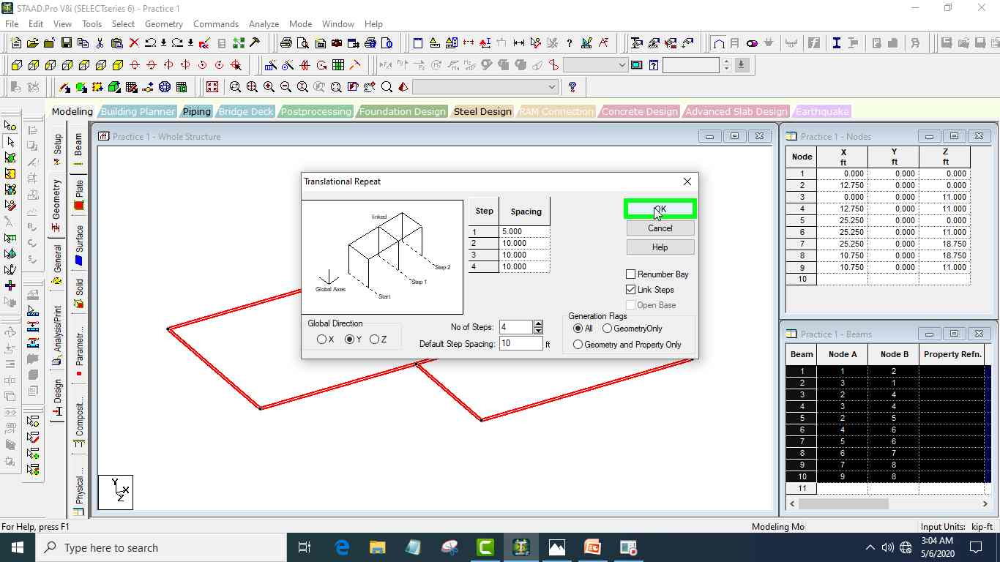 STAAD.Pro V8i (SELECTseries 6) - Practice 1
File Edit View Tools Select Geometry Commands Analyze Mode Window Help
Modeling Building Planner Piping Bridge Deck Postprocessing Foundation Design Steel Design RAM Connection Concrete Design Advanced Slab Design Earthquake
Setup
Geometry
General
Analysis/Print
Design
Beam
Plate
Surface
Solid
Parametr...
Composit...
Physical ...
Practice 1 - Whole Structure
Translational Repeat
linked
Step 2
Step 1
Start
Global Axes
Step Spacing
1 5.000
2 10.000
3 10.000
4 10.000
OK
Cancel
Help
Renumber Bay
Link Steps
Open Base
Global Direction
X Y Z
No of Steps: 4
Default Step Spacing: 10 ft
Generation Flags
All GeometryOnly
Geometry and Property Only
Y
X
Z
Practice 1 - Nodes
Node X ft Y ft Z ft
1 0.000 0.000 0.000
2 12.750 0.000 0.000
3 0.000 0.000 11.000
4 12.750 0.000 11.000
5 25.250 0.000 0.000
6 25.250 0.000 11.000
7 25.250 0.000 18.750
8 10.750 0.000 18.750
9 10.750 0.000 11.000
10
Practice 1 - Beams
Beam Node A Node B Property Refn.
1 1 2
2 3 1
3 2 4
4 3 4
5 2 5
6 4 6
7 5 6
8 6 7
9 7 8
10 9 8
11
For Help, press F1
Modeling Mo
Input Units: kip-ft
Type here to search
3:04 AM
5/6/2020